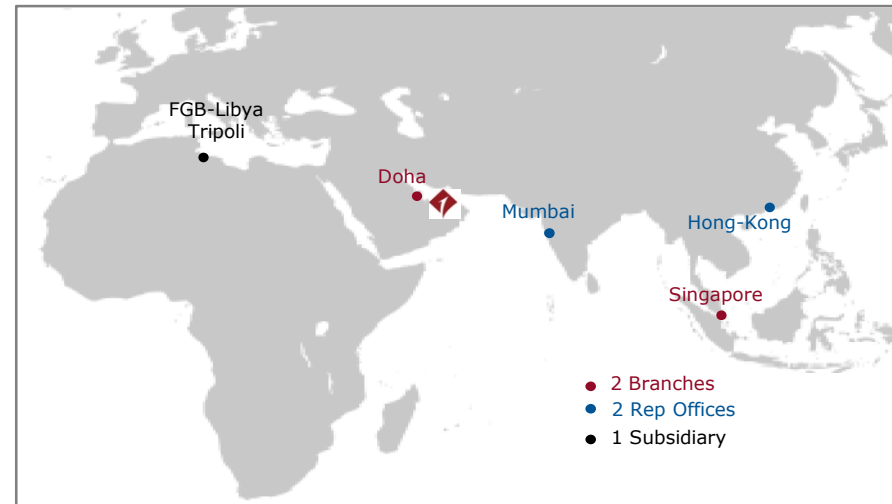 FGB-Libya
Tripoli
Doha
Mumbai
Hong-Kong
Singapore
2 Branches
2 Rep Offices
1 Subsidiary